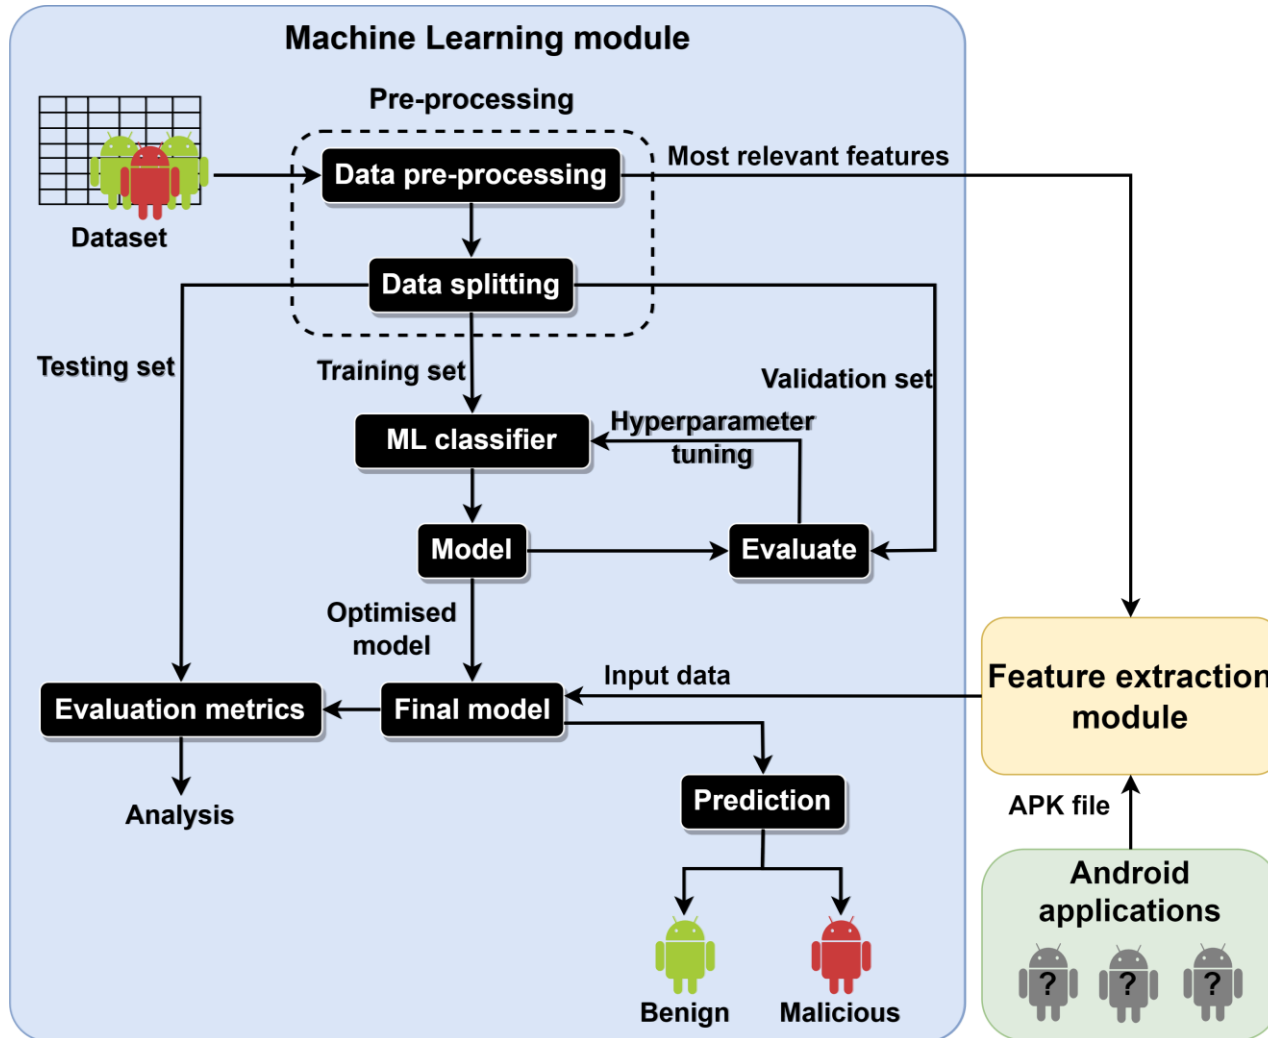 Machine Learning module
Pre-processing
Data pre-processing
Most relevant features
Dataset
Data splitting
Testing set
Training set
Validation set
ML classifier
Hyperparameter
tuning
Model
Evaluate
Optimised
model
Input data
Feature extraction
module
Evaluation metrics
Final model
Prediction
Analysis
APK file
Android
applications
? ? ?
Benign
Malicious